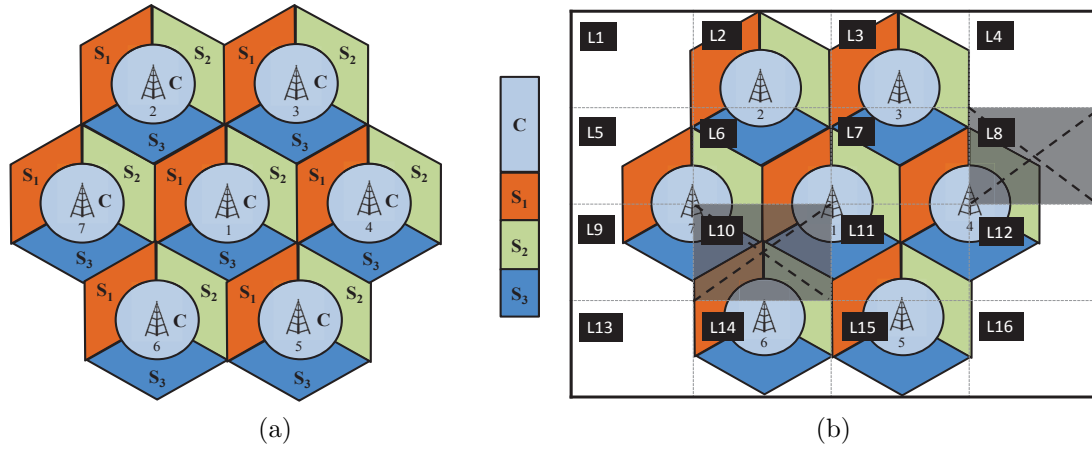 S1 S2 S1 S2
C C
2 3
S3 S3
S1 S2 S1 S2 S1 S2
C C C
7 1 4
S3 S3 S3
S1 S2 S1 S2
C C
6 5
S3 S3
C
S1
S2
S3
L1 L2 L3 L4
2 3
L5 L6 L7 L8
7 1 4
L9 L10 L11 L12
L13 L14 L15 L16
6 5
(a) (b)